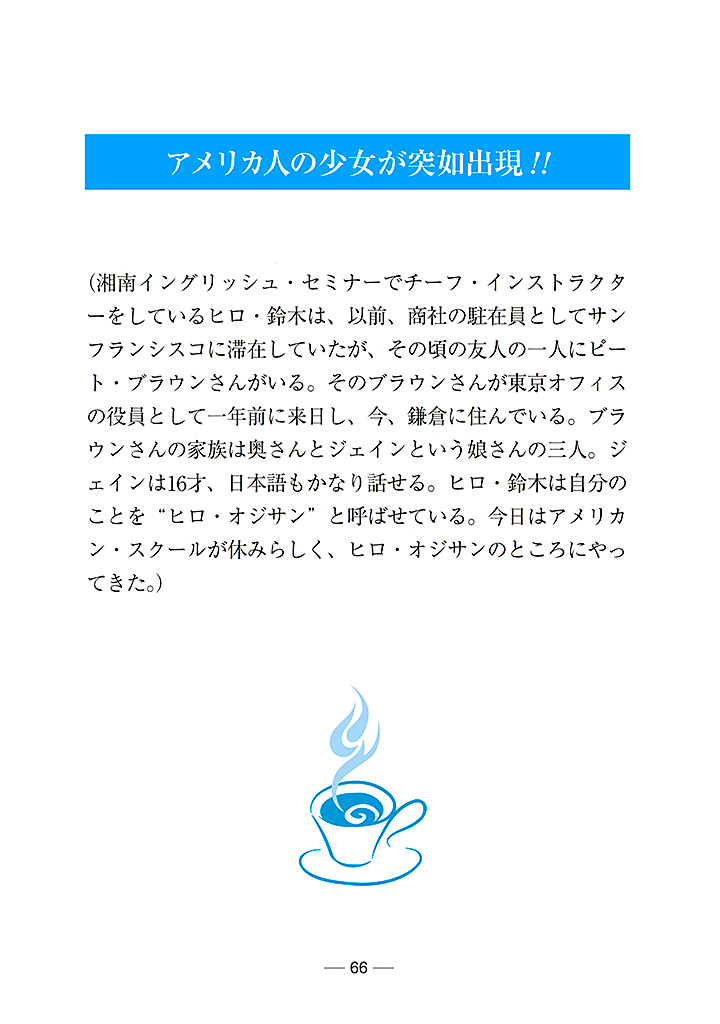 アメリカ人の少女が突如出現!!
(湘南イングリッシュ・セミナーでチーフ・インストラクタ
ーをしているヒロ・鈴木は、以前、商社の駐在員としてサン
フランシスコに滞在していたが、その頃の友人の一人にピー
ト・ブラウンさんがいる。そのブラウンさんが東京オフィス
の役員として一年前に来日し、今、鎌倉に住んでいる。ブラ
ウンさんの家族は奥さんとジェインという娘さんの三人。ジ
ェインは16才、日本語もかなり話せる。ヒロ・鈴木は自分の
ことを“ヒロ・オジサン”と呼ばせている。今日はアメリカ
ン・スクールが休みらしく、ヒロ・オジサンのところにやっ
てきた。)
— 66 —